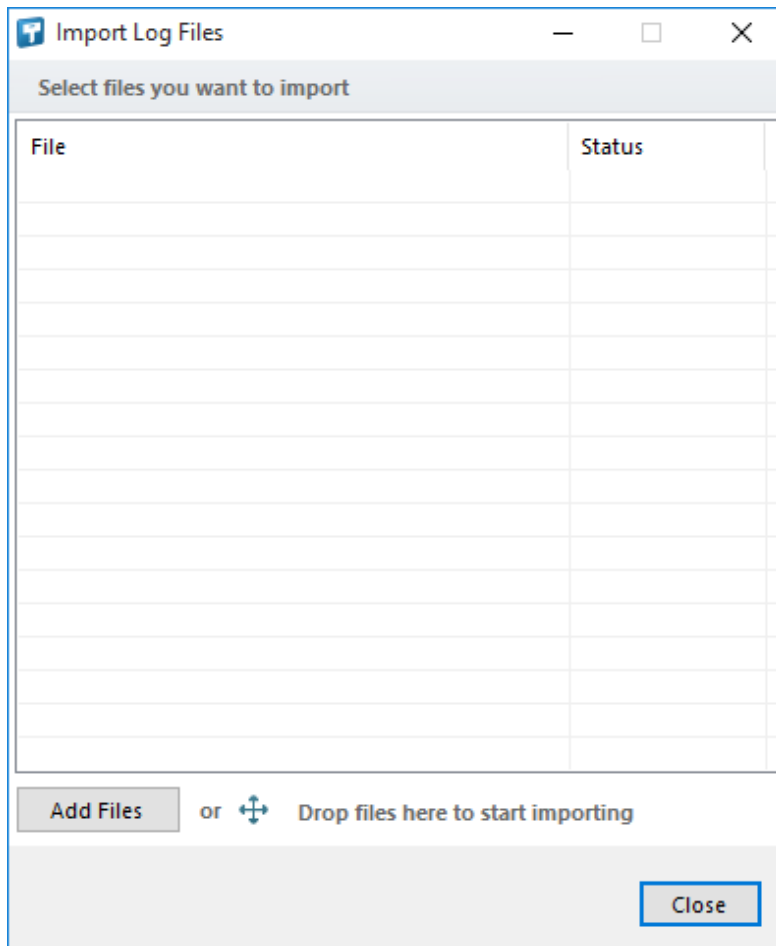 Import Log Files
Select files you want to import
File Status
Add Files or Drop files here to start importing
Close